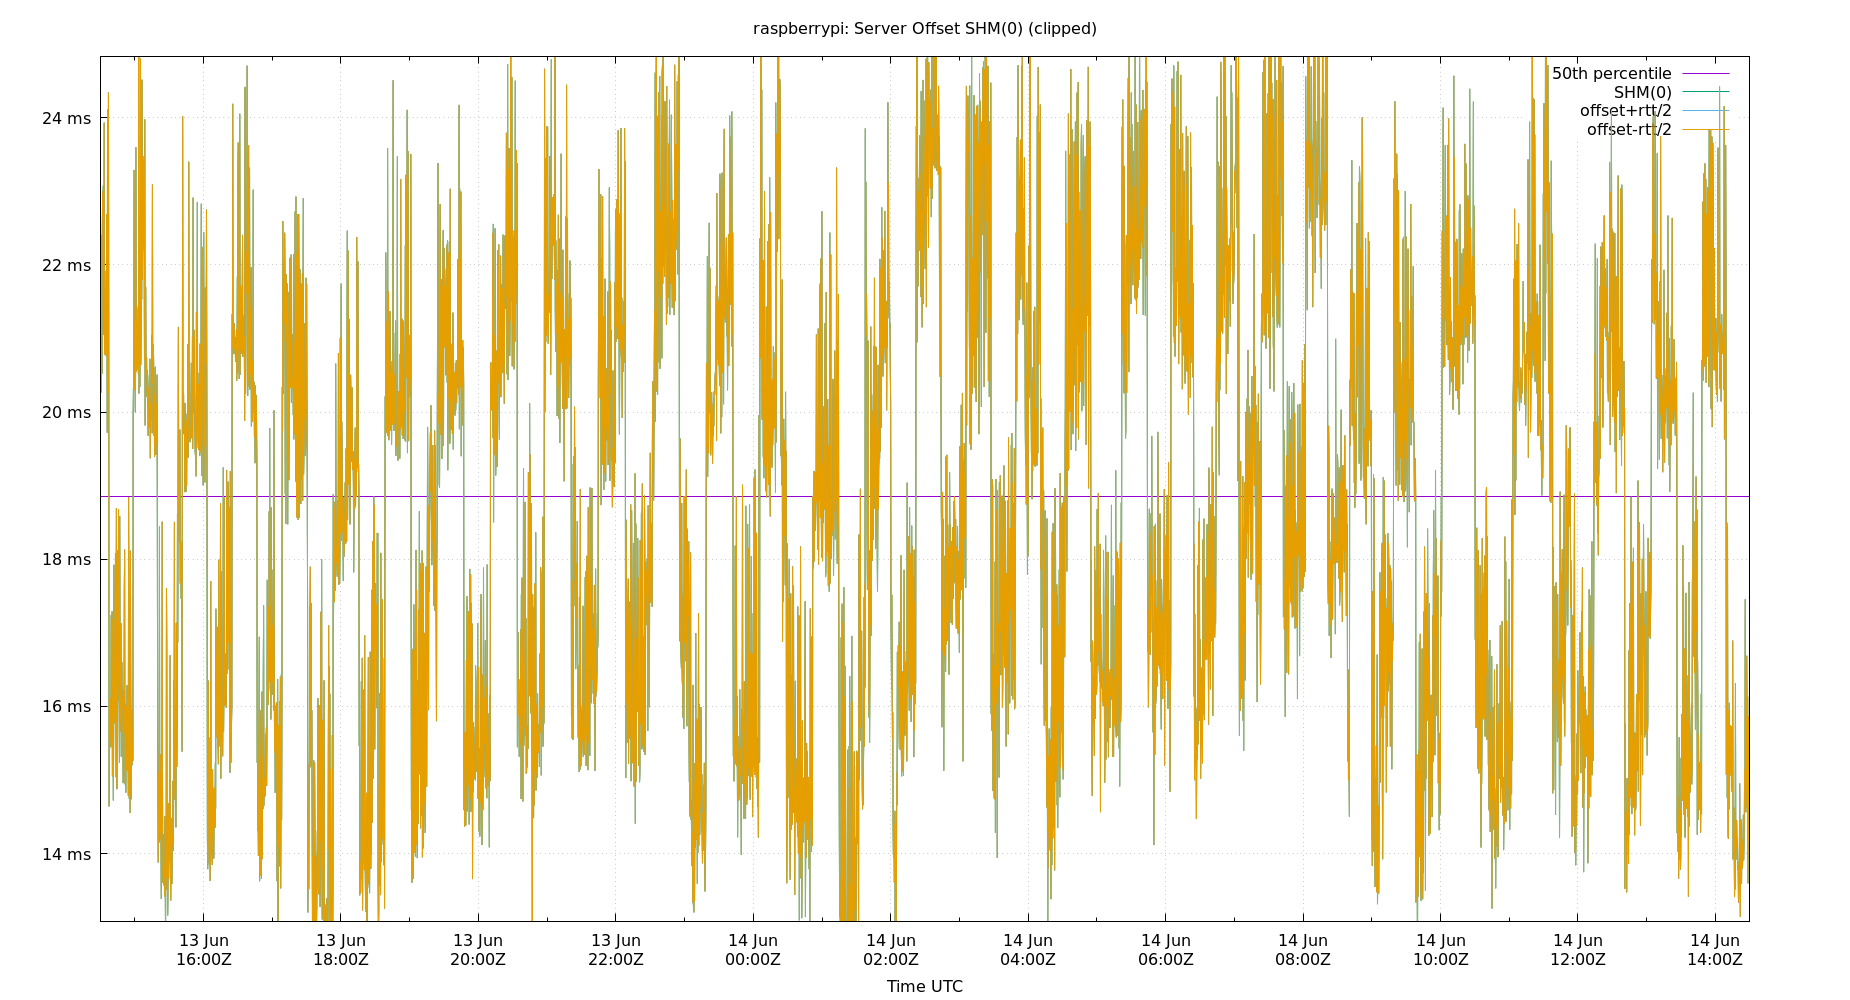 raspberrypi: Server Offset SHM(0) (clipped)
50th percentile
SHM(0)
offset+rtt/2
offset-rtt/2
24 ms
22 ms
20 ms
18 ms
16 ms
14 ms
13 Jun 13 Jun 13 Jun 13 Jun 14 Jun 14 Jun 14 Jun 14 Jun 14 Jun 14 Jun 14 Jun 14 Jun
16:00Z 18:00Z 20:00Z 22:00Z 00:00Z 02:00Z 04:00Z 06:00Z 08:00Z 10:00Z 12:00Z 14:00Z
Time UTC